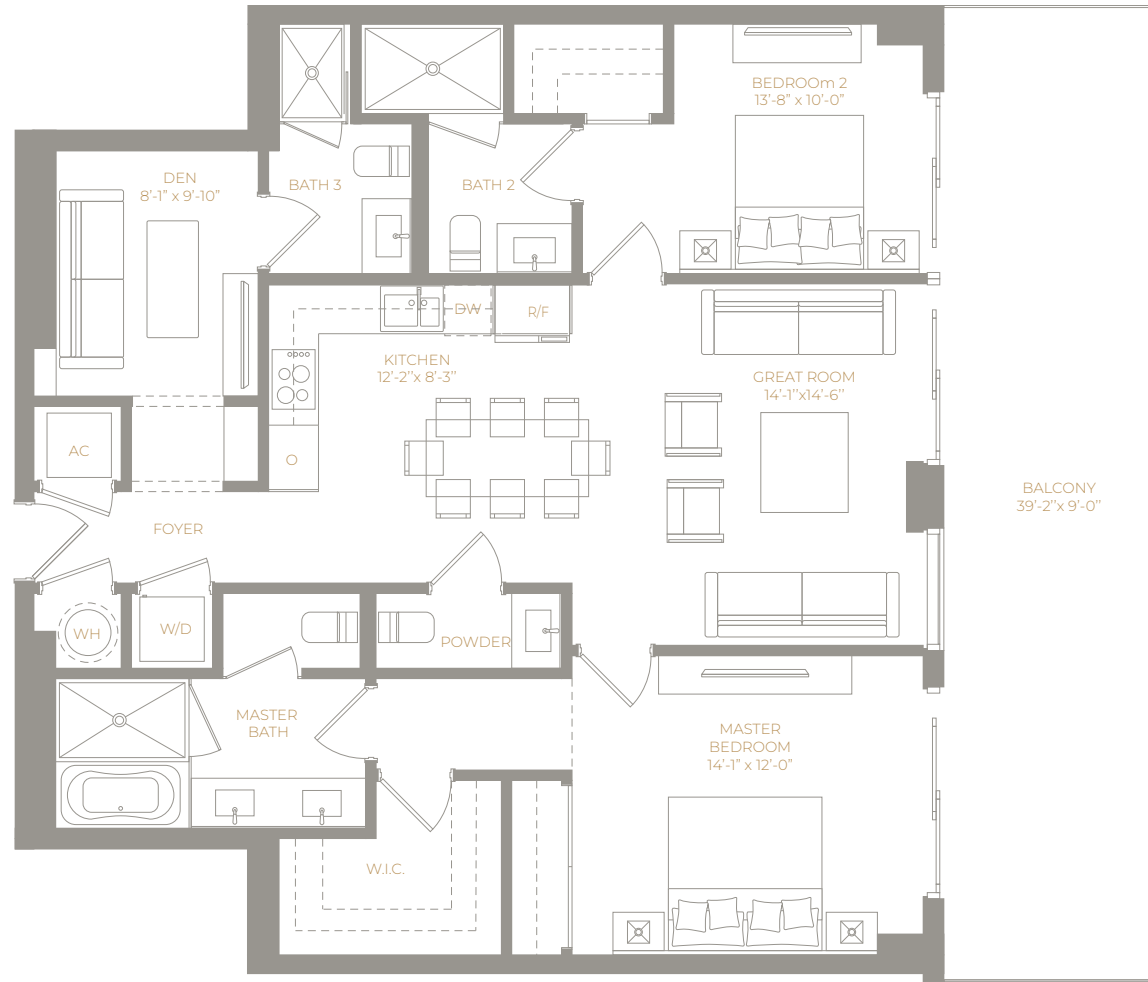 BEDROOm 2
13'-8" x 10'-0"
DEN
8'-1" x 9'-10"
BATH 3
BATH 2
DW
R/F
KITCHEN
12'-2''x 8'-3''
GREAT ROOM
14'-1''x14'-6''
AC
O
BALCONY
39'-2''x 9'-0''
FOYER
WH
W/D
POWDER
MASTER
BATH
MASTER
BEDROOM
14'-1" x 12'-0"
W.I.C.